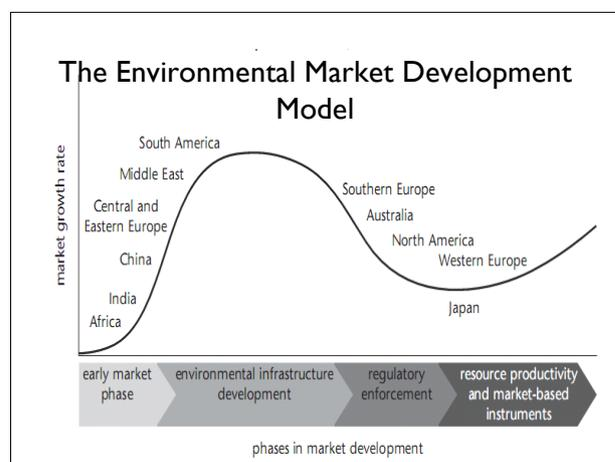 The Environmental Market Development
Model
market growth rate
South America
Middle East
Central and
Eastern Europe
China
India
Africa
Southern Europe
Australia
North America
Western Europe
Japan
early market
phase
environmental infrastructure
development
regulatory
enforcement
resource productivity
and market-based
instruments
phases in market development